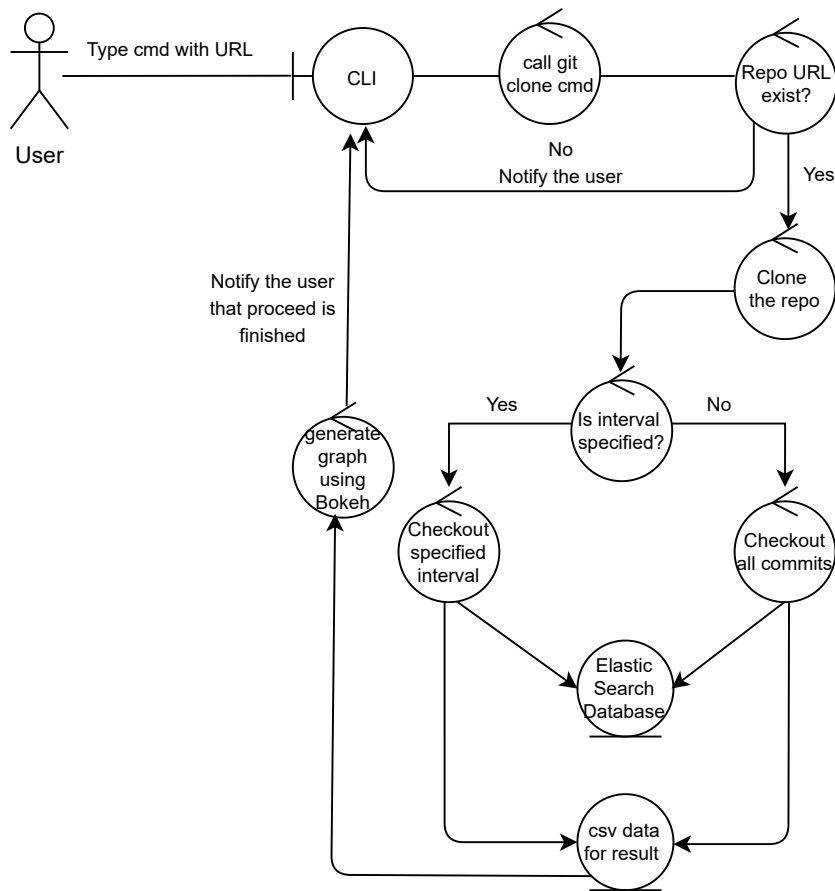 Type cmd with URL
User
CLI
call git
clone cmd
Repo URL
exist?
No
Notify the user
Yes
Clone
the repo
Notify the user
that proceed is
finished
Is interval
specified?
Yes
No
generate
graph
using
Bokeh
Checkout
specified
interval
Checkout
all commits
Elastic
Search
Database
csv data
for result